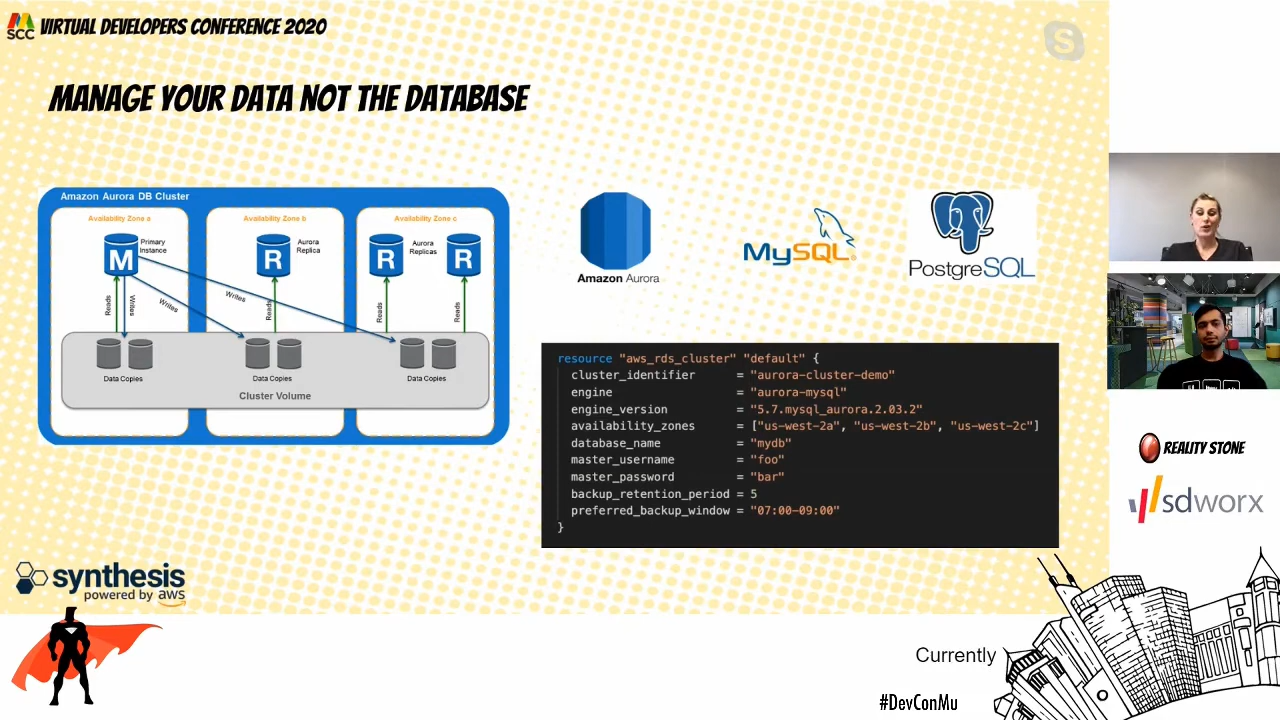 SCC VIRTUAL DEVELOPERS CONFERENCE 2020
S
MANAGE YOUR DATA NOT THE DATABASE
Amazon Aurora DB Cluster
Availability Zone a
Availability Zone b
Availability Zone c
M
Primary
Instance
R
Aurora
Replica
R
Aurora
Replicas
R
Reads
Writes
Writes
Writes
Reads
Reads
Reads
Data Copies
Data Copies
Data Copies
Cluster Volume
Amazon Aurora
MySQL
PostgreSQL
resource "aws_rds_cluster" "default" {
cluster_identifier = "aurora-cluster-demo"
engine = "aurora-mysql"
engine_version = "5.7.mysql_aurora.2.03.2"
availability_zones = ["us-west-2a", "us-west-2b", "us-west-2c"]
database_name = "mydb"
master_username = "foo"
master_password = "bar"
backup_retention_period = 5
preferred_backup_window = "07:00-09:00"
}
REALITY STONE
sdworx
synthesis
powered by aws
Currently
#DevConMu